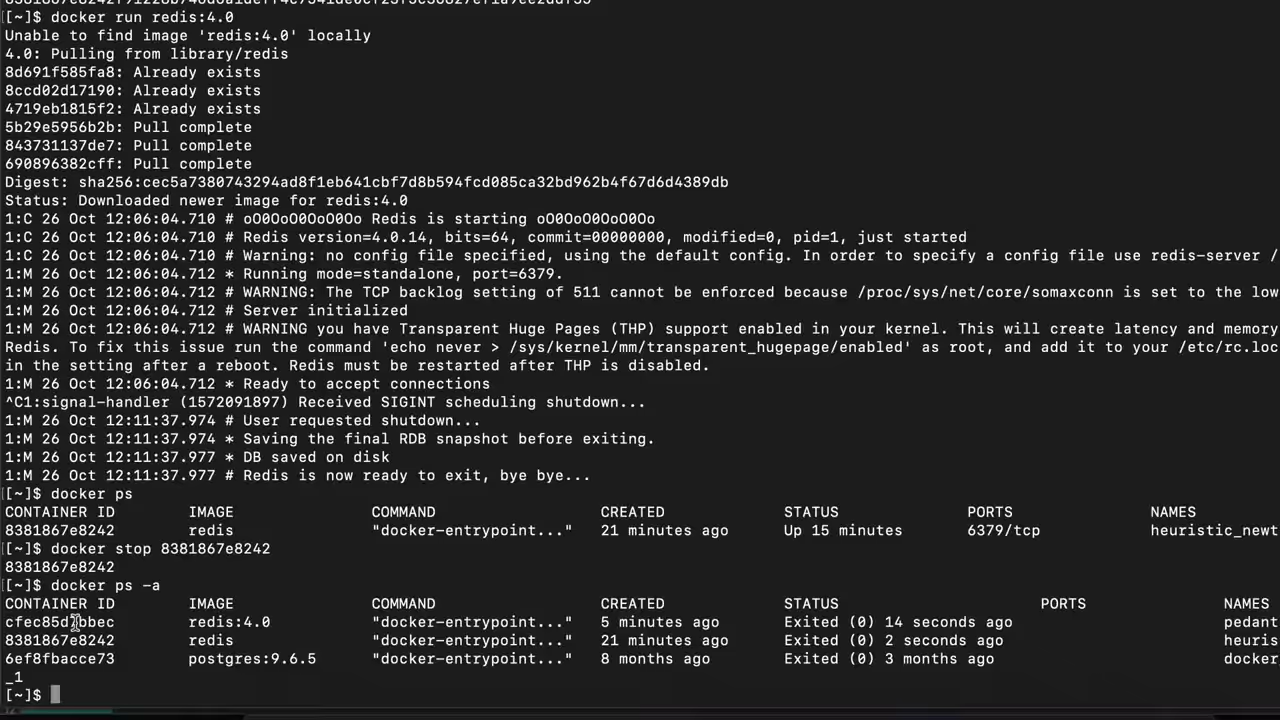 [~]$ docker run redis:4.0
Unable to find image 'redis:4.0' locally
4.0: Pulling from library/redis
8d691f585fa8: Already exists
8ccd02d17190: Already exists
4719eb1815f2: Already exists
5b29e5956b2b: Pull complete
843731137de7: Pull complete
690896382cff: Pull complete
Digest: sha256:cec5a7380743294ad8f1eb641cbf7d8b594fcd085ca32bd962b4f67d6d4389db
Status: Downloaded newer image for redis:4.0
1:C 26 Oct 12:06:04.710 # oO0OoO0OoO0Oo Redis is starting oO0OoO0OoO0Oo
1:C 26 Oct 12:06:04.710 # Redis version=4.0.14, bits=64, commit=00000000, modified=0, pid=1, just started
1:C 26 Oct 12:06:04.710 # Warning: no config file specified, using the default config. In order to specify a config file use redis-server /
1:M 26 Oct 12:06:04.712 * Running mode=standalone, port=6379.
1:M 26 Oct 12:06:04.712 # WARNING: The TCP backlog setting of 511 cannot be enforced because /proc/sys/net/core/somaxconn is set to the low
1:M 26 Oct 12:06:04.712 # Server initialized
1:M 26 Oct 12:06:04.712 # WARNING you have Transparent Huge Pages (THP) support enabled in your kernel. This will create latency and memory
Redis. To fix this issue run the command 'echo never > /sys/kernel/mm/transparent_hugepage/enabled' as root, and add it to your /etc/rc.loc
in the setting after a reboot. Redis must be restarted after THP is disabled.
1:M 26 Oct 12:06:04.712 * Ready to accept connections
^C1:signal-handler (1572091897) Received SIGINT scheduling shutdown...
1:M 26 Oct 12:11:37.974 # User requested shutdown...
1:M 26 Oct 12:11:37.974 * Saving the final RDB snapshot before exiting.
1:M 26 Oct 12:11:37.977 * DB saved on disk
1:M 26 Oct 12:11:37.977 # Redis is now ready to exit, bye bye...
[~]$ docker ps
CONTAINER ID IMAGE COMMAND CREATED STATUS PORTS NAMES
8381867e8242 redis "docker-entrypoint..." 21 minutes ago Up 15 minutes 6379/tcp heuristic_newt
[~]$ docker stop 8381867e8242
8381867e8242
[~]$ docker ps -a
CONTAINER ID IMAGE COMMAND CREATED STATUS PORTS NAMES
redis:4.0 "docker-entrypoint..." 5 minutes ago Exited (0) 14 seconds ago pedant
8381867e8242 redis "docker-entrypoint..." 21 minutes ago Exited (0) 2 seconds ago heuris
6ef8fbacce73 postgres:9.6.5 "docker-entrypoint..." 8 months ago Exited (0) 3 months ago docker
_1
[~]$